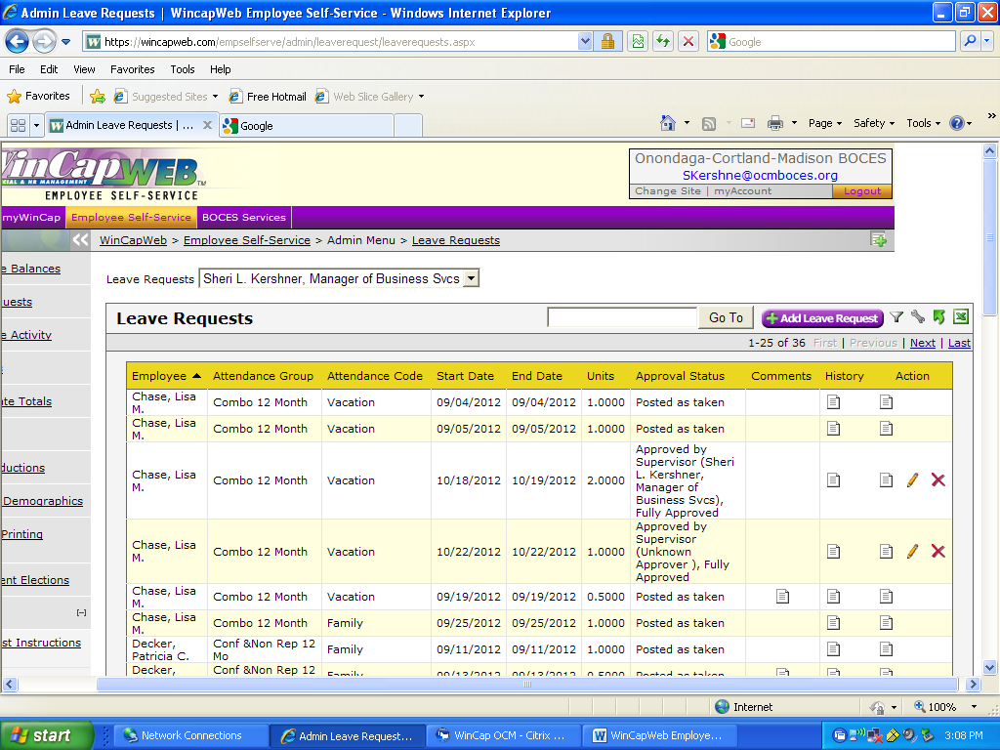 Admin Leave Requests | WincapWeb Employee Self-Service - Windows Internet Explorer
https://wincapweb.com/empselfserve/admin/leaverequest/leaverequests.aspx
Google
File Edit View Favorites Tools Help
Favorites Suggested Sites Free Hotmail Web Slice Gallery
Admin Leave Requests | ... Google Page Safety Tools
WinCapWEB TM
CIAL & HR MANAGEMENT
EMPLOYEE SELF-SERVICE
Onondaga-Cortland-Madison BOCES
SKershne@ocmboces.org
Change Site | myAccount Logout
myWinCap Employee Self-Service BOCES Services
WinCapWeb > Employee Self-Service > Admin Menu > Leave Requests
e Balances
uests
e Activity
s
te Totals
ductions
Demographics
Printing
ent Elections
[-]
st Instructions
Leave Requests Sheri L. Kershner, Manager of Business Svcs
Leave Requests Go To Add Leave Request
1-25 of 36 First | Previous | Next | Last
Employee Attendance Group Attendance Code Start Date End Date Units Approval Status Comments History Action
Chase, Lisa M. Combo 12 Month Vacation 09/04/2012 09/04/2012 1.0000 Posted as taken
Chase, Lisa M. Combo 12 Month Vacation 09/05/2012 09/05/2012 1.0000 Posted as taken
Chase, Lisa M. Combo 12 Month Vacation 10/18/2012 10/19/2012 2.0000 Approved by Supervisor (Sheri L. Kershner, Manager of Business Svcs), Fully Approved
Chase, Lisa M. Combo 12 Month Vacation 10/22/2012 10/22/2012 1.0000 Approved by Supervisor (Unknown Approver ), Fully Approved
Chase, Lisa M. Combo 12 Month Vacation 09/19/2012 09/19/2012 0.5000 Posted as taken
Chase, Lisa M. Combo 12 Month Family 09/25/2012 09/25/2012 1.0000 Posted as taken
Decker, Patricia C. Conf &Non Rep 12 Mo Family 09/11/2012 09/11/2012 1.0000 Posted as taken
Decker, Conf &Non Rep 12 Family 09/13/2012 09/13/2012 0.5000 Posted as taken
Internet 100%
start Network Connections Admin Leave Request... WinCap OCM - Citrix ... WinCapWeb Employe... 3:08 PM